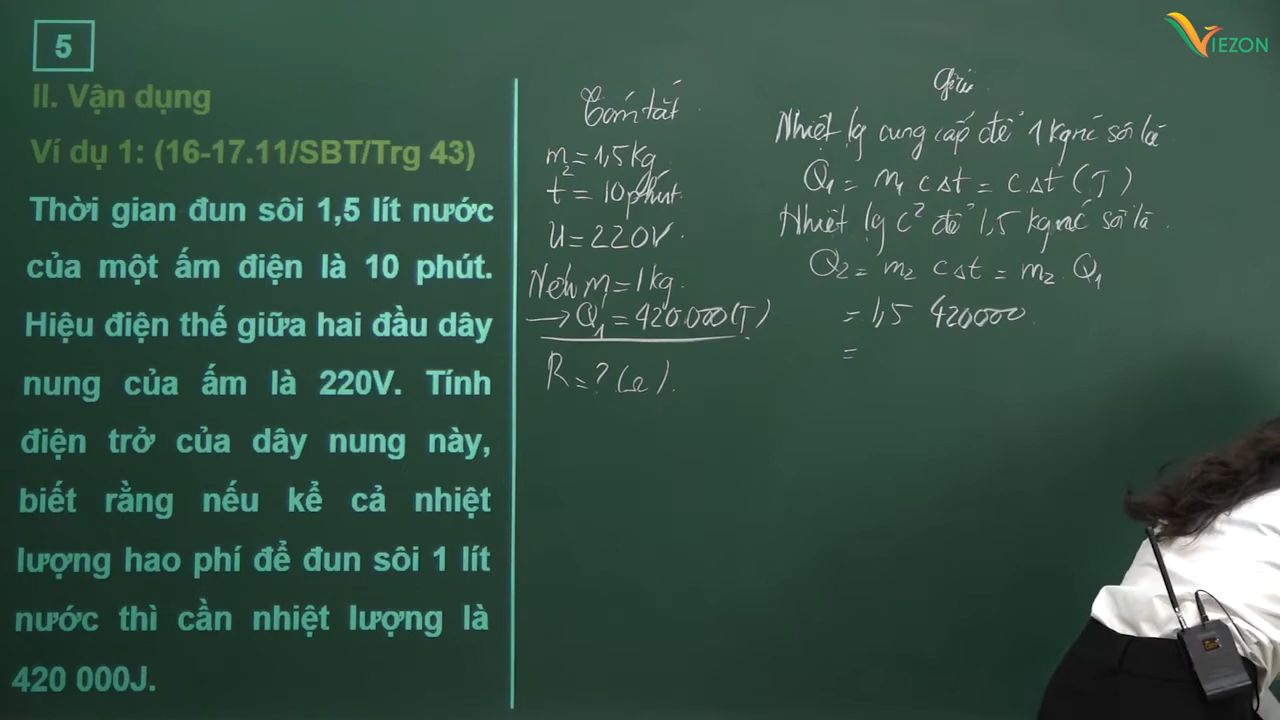 5
II. Vận dụng
Ví dụ 1: (16-17.11/SBT/Trg 43)
Thời gian đun sôi 1,5 lít nước
của một ấm điện là 10 phút.
Hiệu điện thế giữa hai đầu dây
nung của ấm là 220V. Tính
điện trở của dây nung này,
biết rằng nếu kể cả nhiệt
lượng hao phí để đun sôi 1 lít
nước thì cần nhiệt lượng là
420 000J.
Tóm tắt
m₂ = 1,5 kg
t = 10 phút.
U = 220V.
Nếu m = 1 kg.
→ Q₁ = 420.000 (J)
R = ? (Ω).
Giải
Nhiệt lg cung cấp để 1 kg nc sôi là
Q₁ = m₁ c Δt = c Δt (J)
Nhiệt lg c² để 1,5 kg nc sôi là.
Q₂ = m₂ c Δt = m₂. Q₁
= 1,5 420000
=
VIEZON